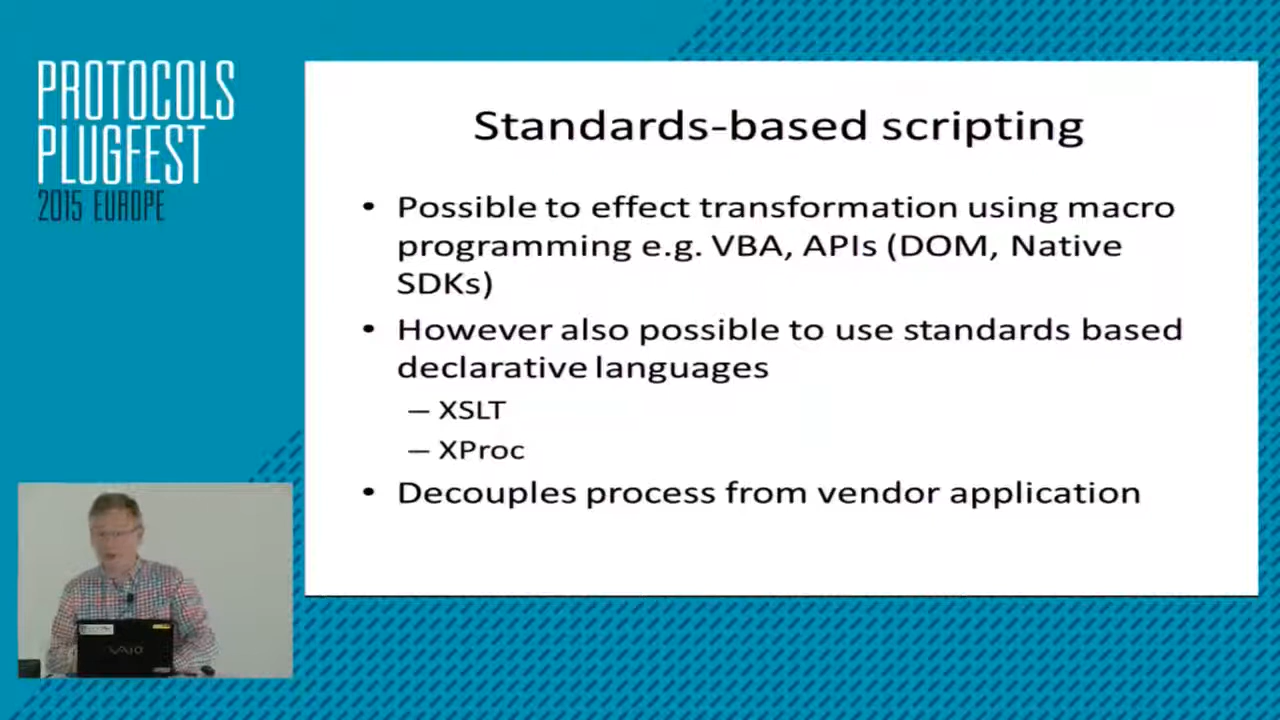 PROTOCOLS
PLUGFEST
2015 EUROPE
Standards-based scripting
• Possible to effect transformation using macro
programming e.g. VBA, APIs (DOM, Native
SDKs)
• However also possible to use standards based
declarative languages
– XSLT
– XProc
• Decouples process from vendor application
VAIO